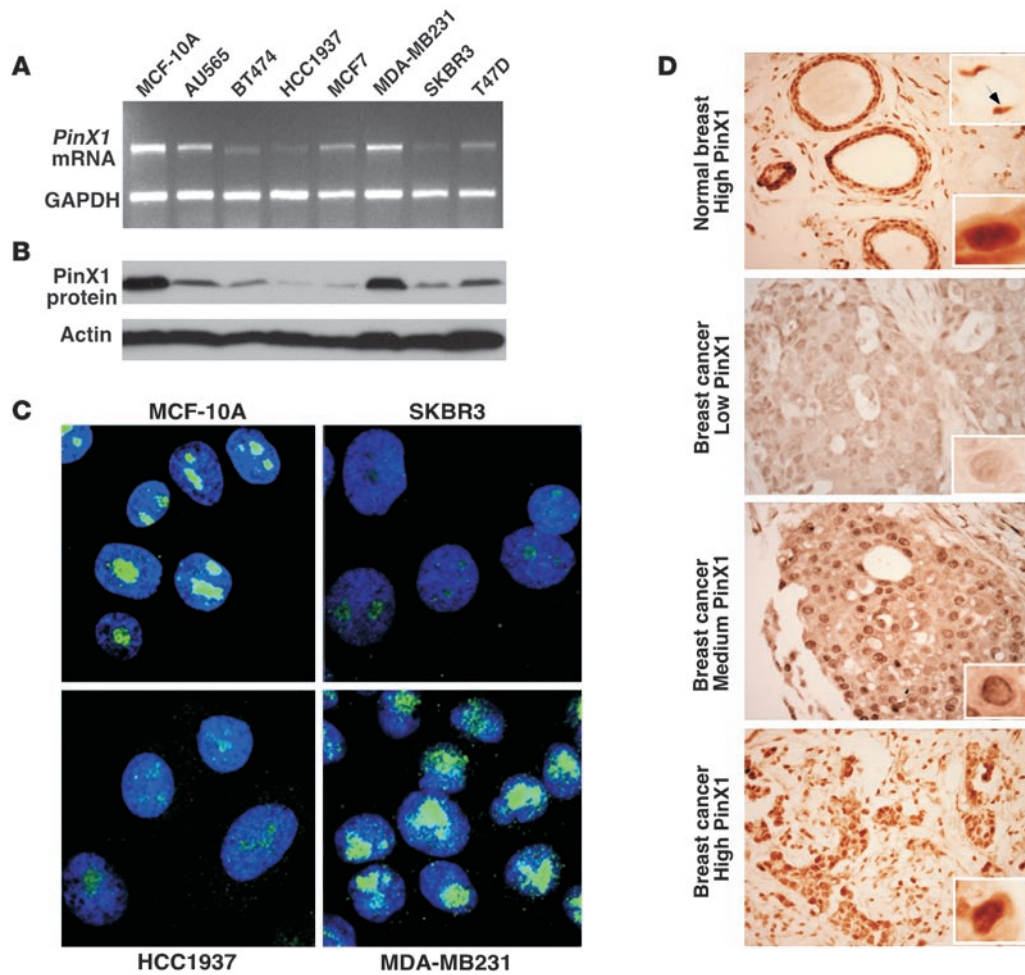 A
MCF-10A
AU565
BT474
HCC1937
MCF7
MDA-MB231
SKBR3
T47D
PinX1
mRNA
GAPDH
B
PinX1
protein
Actin
C
MCF-10A
SKBR3
HCC1937
MDA-MB231
D
Normal breast
High PinX1
Breast cancer
Low PinX1
Breast cancer
Medium PinX1
Breast cancer
High PinX1